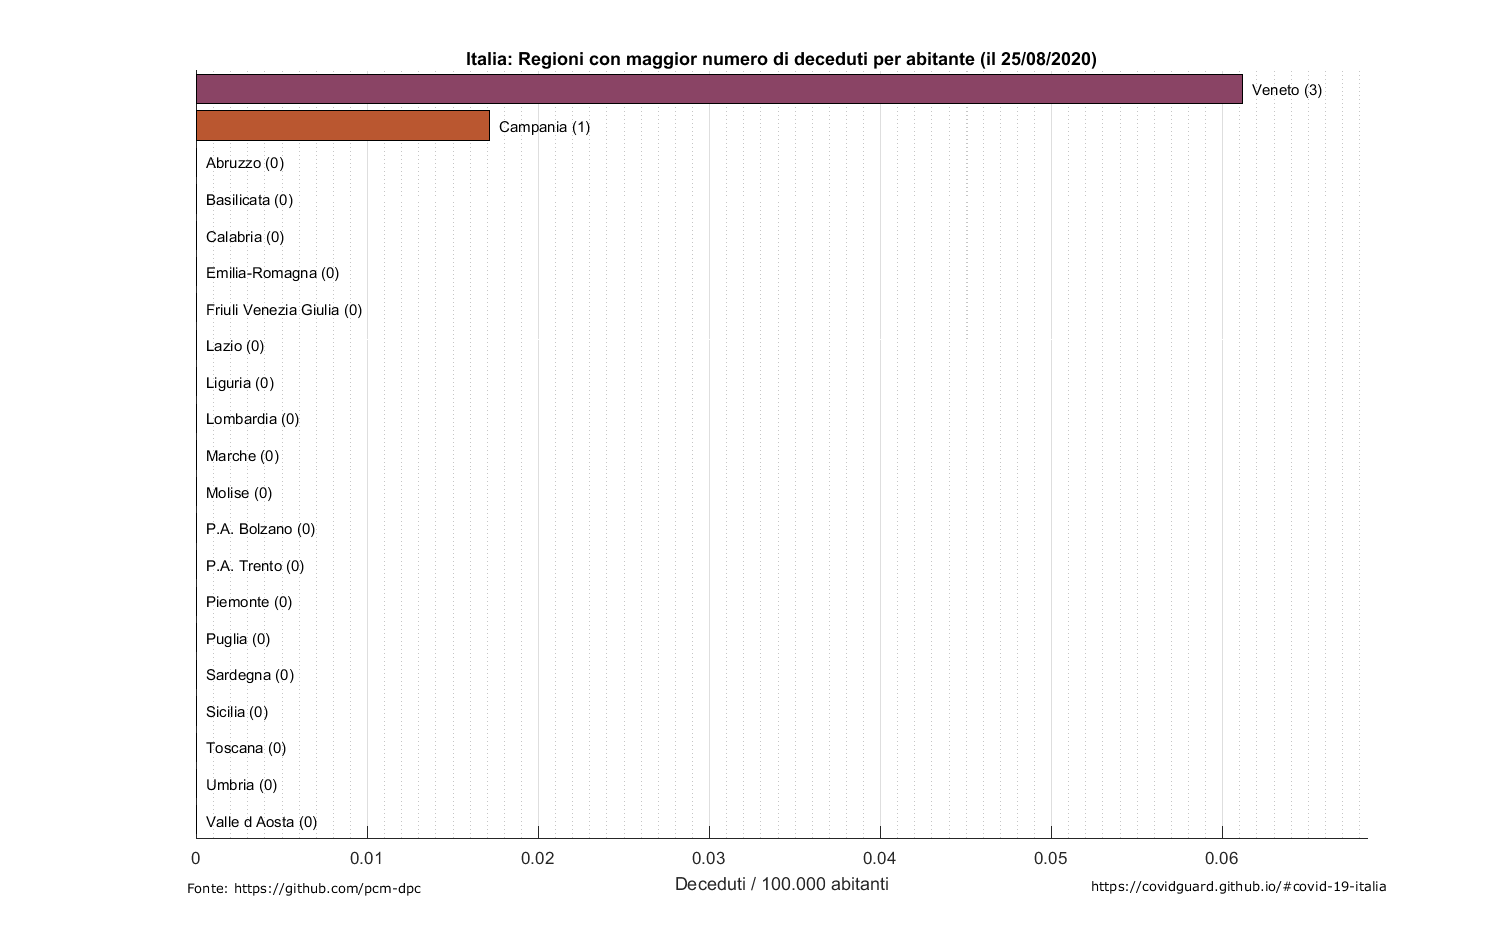 Italia: Regioni con maggior numero di deceduti per abitante (il 25/08/2020)
Veneto (3)
Campania (1)
Abruzzo (0)
Basilicata (0)
Calabria (0)
Emilia-Romagna (0)
Friuli Venezia Giulia (0)
Lazio (0)
Liguria (0)
Lombardia (0)
Marche (0)
Molise (0)
P.A. Bolzano (0)
P.A. Trento (0)
Piemonte (0)
Puglia (0)
Sardegna (0)
Sicilia (0)
Toscana (0)
Umbria (0)
Valle d Aosta (0)
0 0.01 0.02 0.03 0.04 0.05 0.06
Deceduti / 100.000 abitanti
Fonte: https://github.com/pcm-dpc
https://covidguard.github.io/#covid-19-italia